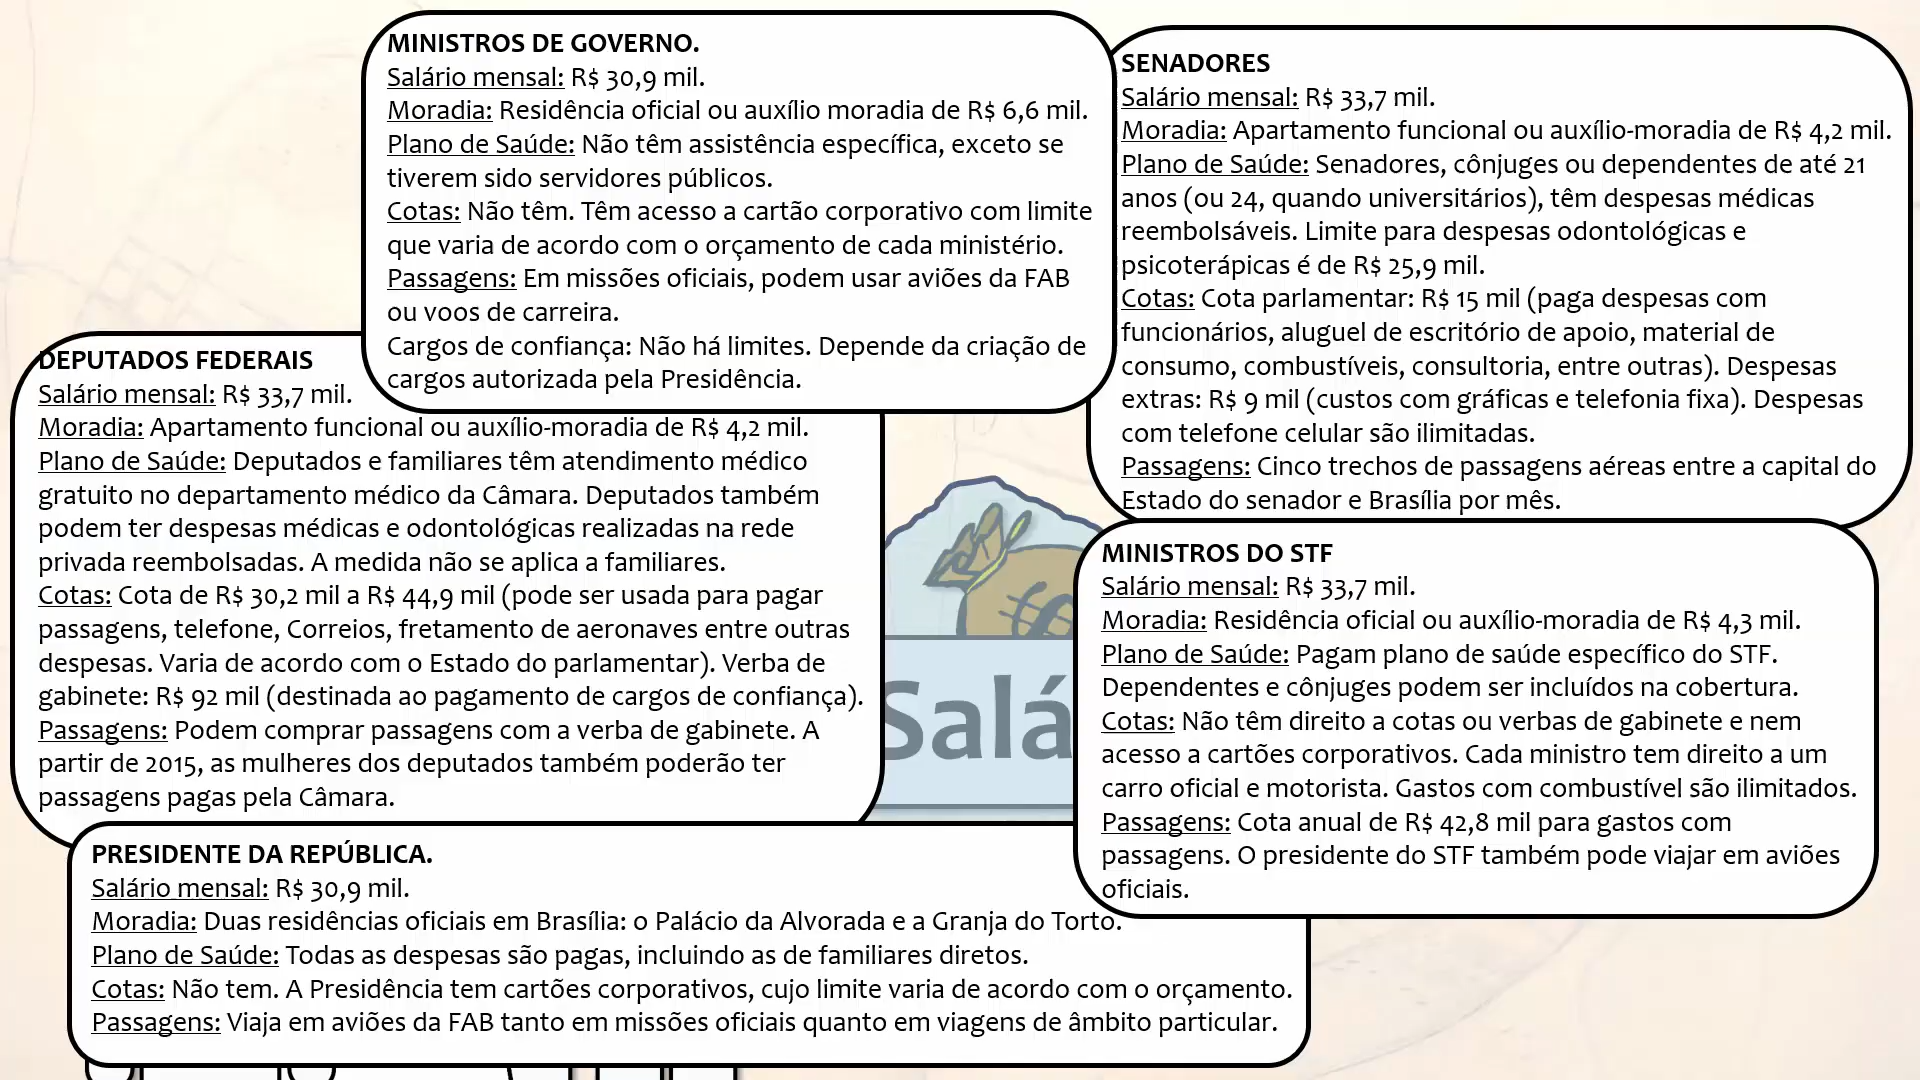 MINISTROS DE GOVERNO.
Salário mensal: R$ 30,9 mil.
Moradia: Residência oficial ou auxílio moradia de R$ 6,6 mil.
Plano de Saúde: Não têm assistência específica, exceto se
tiverem sido servidores públicos.
Cotas: Não têm. Têm acesso a cartão corporativo com limite
que varia de acordo com o orçamento de cada ministério.
Passagens: Em missões oficiais, podem usar aviões da FAB
ou voos de carreira.
Cargos de confiança: Não há limites. Depende da criação de
cargos autorizada pela Presidência.
SENADORES
Salário mensal: R$ 33,7 mil.
Moradia: Apartamento funcional ou auxílio-moradia de R$ 4,2 mil.
Plano de Saúde: Senadores, cônjuges ou dependentes de até 21
anos (ou 24, quando universitários), têm despesas médicas
reembolsáveis. Limite para despesas odontológicas e
psicoterápicas é de R$ 25,9 mil.
Cotas: Cota parlamentar: R$ 15 mil (paga despesas com
funcionários, aluguel de escritório de apoio, material de
consumo, combustíveis, consultoria, entre outras). Despesas
extras: R$ 9 mil (custos com gráficas e telefonia fixa). Despesas
com telefone celular são ilimitadas.
Passagens: Cinco trechos de passagens aéreas entre a capital do
Estado do senador e Brasília por mês.
DEPUTADOS FEDERAIS
Salário mensal: R$ 33,7 mil.
Moradia: Apartamento funcional ou auxílio-moradia de R$ 4,2 mil.
Plano de Saúde: Deputados e familiares têm atendimento médico
gratuito no departamento médico da Câmara. Deputados também
podem ter despesas médicas e odontológicas realizadas na rede
privada reembolsadas. A medida não se aplica a familiares.
Cotas: Cota de R$ 30,2 mil a R$ 44,9 mil (pode ser usada para pagar
passagens, telefone, Correios, fretamento de aeronaves entre outras
despesas. Varia de acordo com o Estado do parlamentar). Verba de
gabinete: R$ 92 mil (destinada ao pagamento de cargos de confiança).
Passagens: Podem comprar passagens com a verba de gabinete. A
partir de 2015, as mulheres dos deputados também poderão ter
passagens pagas pela Câmara.
Salá
MINISTROS DO STF
Salário mensal: R$ 33,7 mil.
Moradia: Residência oficial ou auxílio-moradia de R$ 4,3 mil.
Plano de Saúde: Pagam plano de saúde específico do STF.
Dependentes e cônjuges podem ser incluídos na cobertura.
Cotas: Não têm direito a cotas ou verbas de gabinete e nem
acesso a cartões corporativos. Cada ministro tem direito a um
carro oficial e motorista. Gastos com combustível são ilimitados.
Passagens: Cota anual de R$ 42,8 mil para gastos com
passagens. O presidente do STF também pode viajar em aviões
oficiais.
PRESIDENTE DA REPÚBLICA.
Salário mensal: R$ 30,9 mil.
Moradia: Duas residências oficiais em Brasília: o Palácio da Alvorada e a Granja do Torto.
Plano de Saúde: Todas as despesas são pagas, incluindo as de familiares diretos.
Cotas: Não tem. A Presidência tem cartões corporativos, cujo limite varia de acordo com o orçamento.
Passagens: Viaja em aviões da FAB tanto em missões oficiais quanto em viagens de âmbito particular.